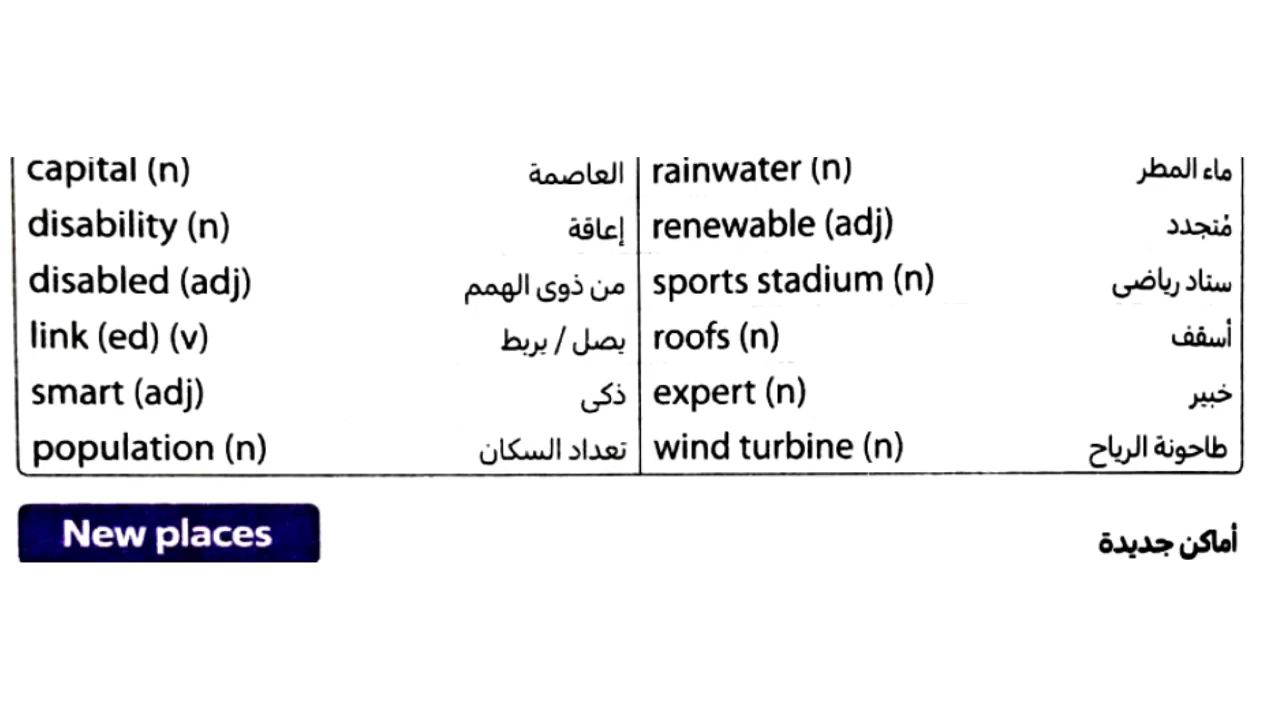 capital (n) العاصمة rainwater (n) ماء المطر
disability (n) إعاقة renewable (adj) مُتجدد
disabled (adj) من ذوى الهمم sports stadium (n) ستاد رياضى
link (ed) (v) يصل / يربط roofs (n) أسقف
smart (adj) ذكى expert (n) خبير
population (n) تعداد السكان wind turbine (n) طاحونة الرياح
New places أماكن جديدة